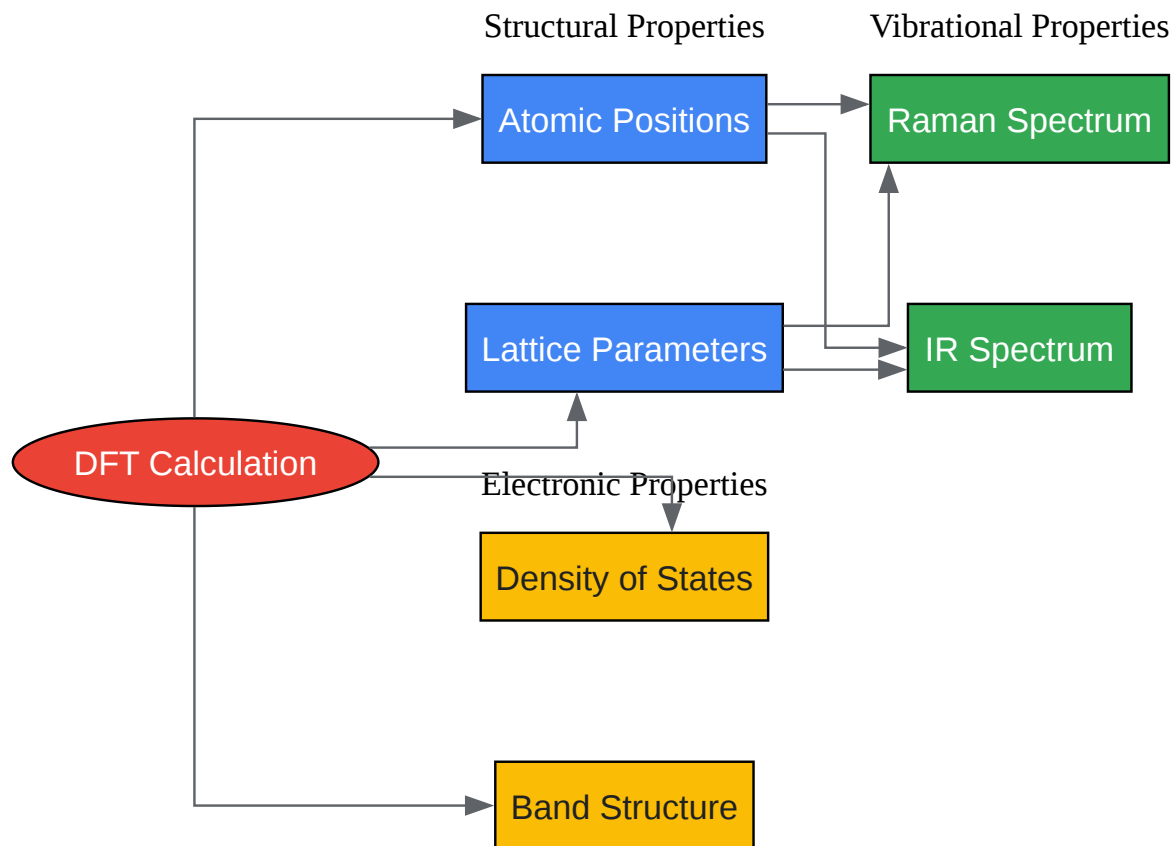 Structural Properties
Vibrational Properties
Atomic Positions
Raman Spectrum
Lattice Parameters
IR Spectrum
DFT Calculation
Electronic Properties
Density of States
Band Structure